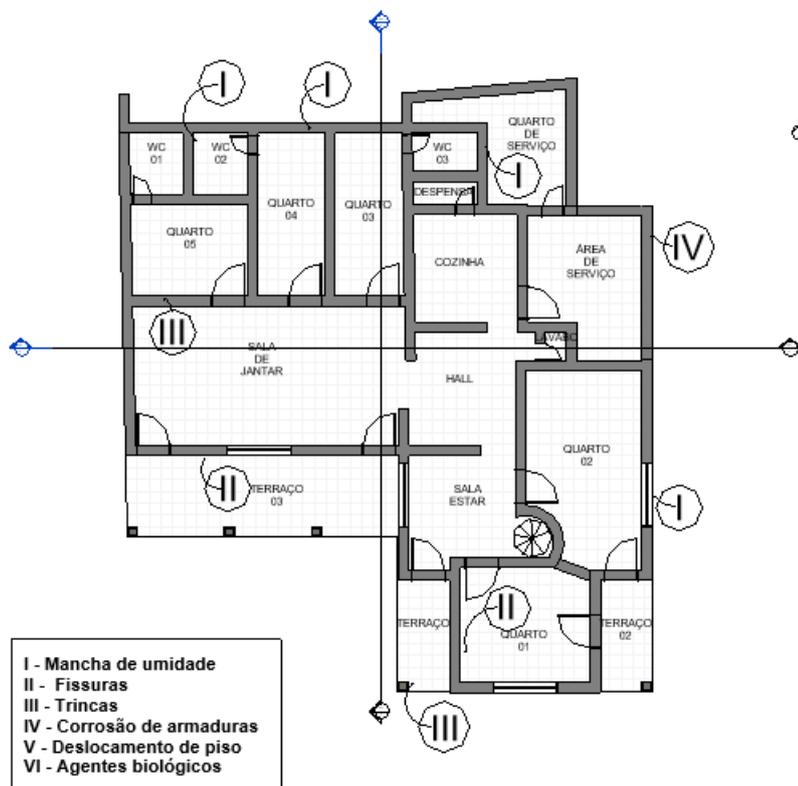 I
I
WC
01
WC
02
WC
03
QUARTO
DE
SERVIÇO
I
DESPENSA
QUARTO
04
QUARTO
03
QUARTO
05
COZINHA
ÁREA
DE
SERVIÇO
IV
III
LAVABO
SALA
DE
JANTAR
HALL
QUARTO
02
II
TERRAÇO
03
SALA
ESTAR
I
II
TERRAÇO
QUARTO
01
TERRAÇO
02
III
I - Mancha de umidade
II - Fissuras
III - Trincas
IV - Corrosão de armaduras
V - Deslocamento de piso
VI - Agentes biológicos